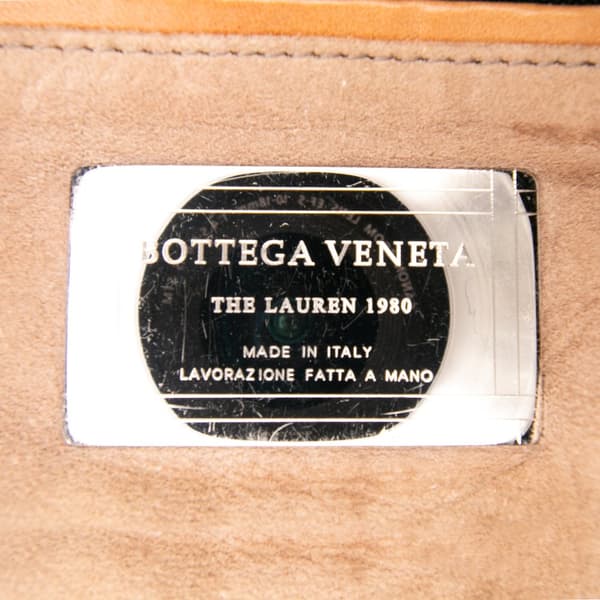 BOTTEGA VENETA
THE LAUREN 1980
MADE IN ITALY
LAVORAZIONE FATTA A MANO